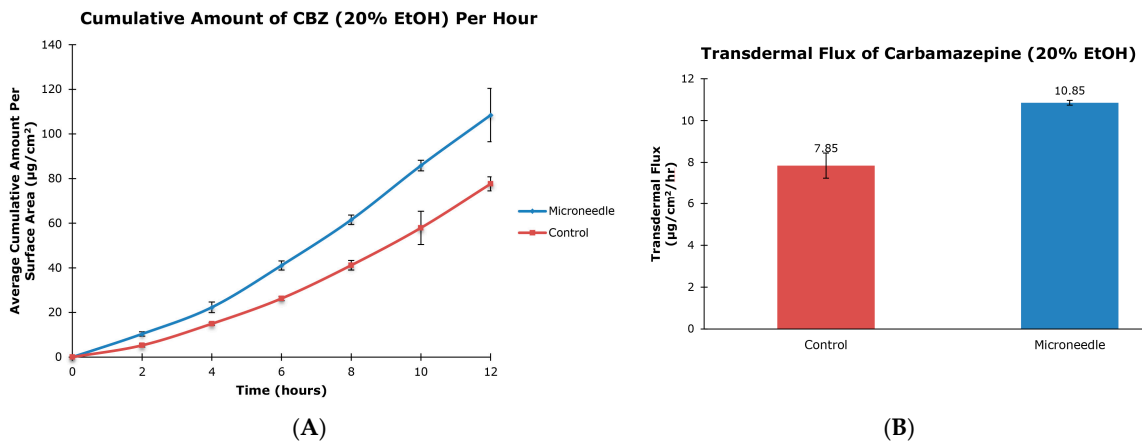 Cumulative Amount of CBZ (20% EtOH) Per Hour
Average Cumulative Amount Per
Surface Area (µg/cm²)
140
120
100
80
60
40
20
0
0 2 4 6 8 10 12
Time (hours)
Microneedle
Control
(A)
Transdermal Flux of Carbamazepine (20% EtOH)
Transdermal Flux
(µg/cm²/hr)
12
10
8
6
4
2
0
7.85
10.85
Control Microneedle
(B)